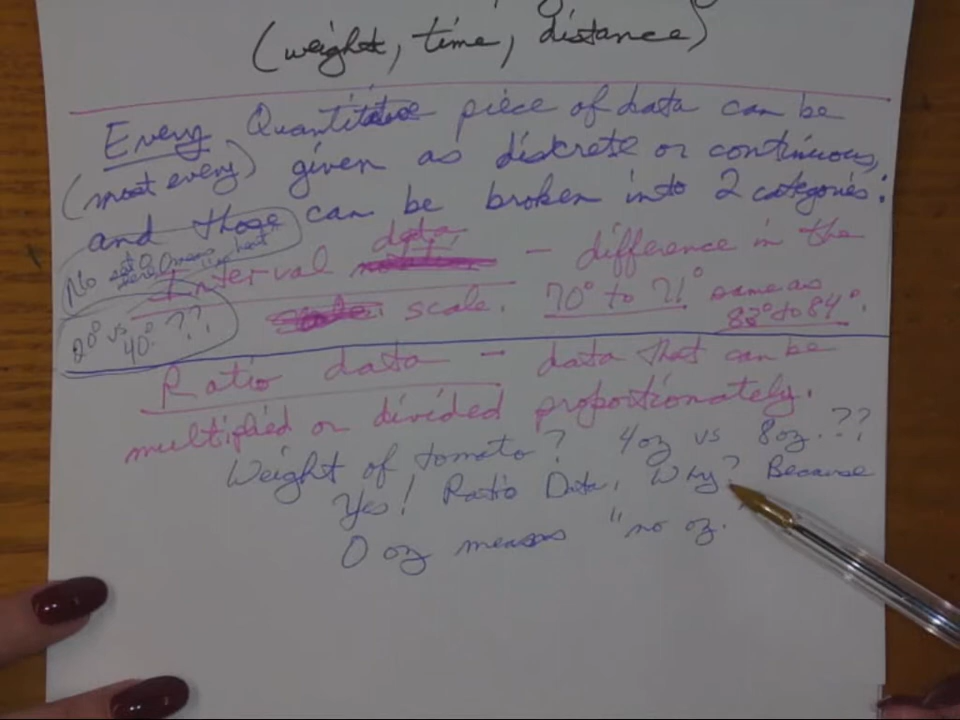 (weight, time, distance)
Every Quantitative piece of data can be
(most every) given as discrete or continuous,
and those can be broken into 2 categories:
Interval data - difference in the
scale. 70° to 71° same as
83° to 84°.
No
20° vs
40° ??
Ratio data - data that can be
multiplied or divided proportionately.
Weight of tomato? 4oz vs 8oz.??
Yes! Ratio Data. Why? Because
0 oz means "no oz."